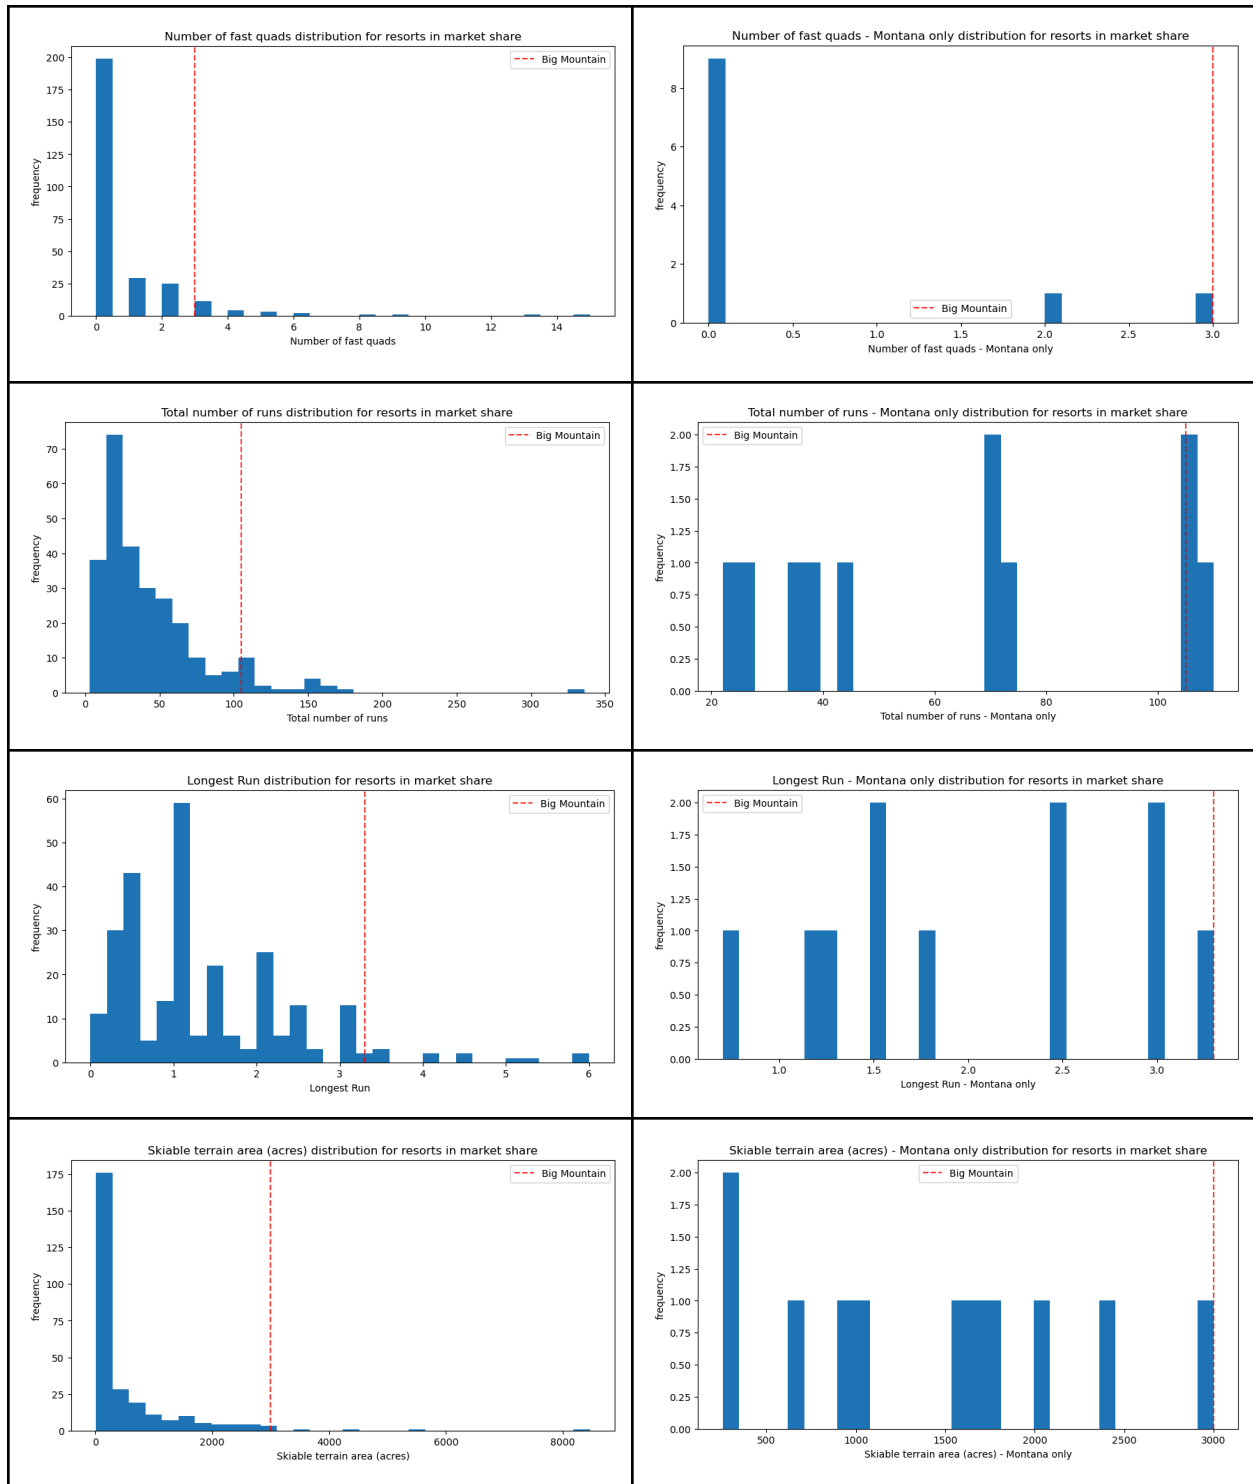 Number of fast quads distribution for resorts in market share
Big Mountain
frequency
200
175
150
125
100
75
50
25
0
0 2 4 6 8 10 12 14
Number of fast quads
Number of fast quads - Montana only distribution for resorts in market share
frequency
8
6
4
2
0
Big Mountain
0.0 0.5 1.0 1.5 2.0 2.5 3.0
Number of fast quads - Montana only
Total number of runs distribution for resorts in market share
Big Mountain
frequency
70
60
50
40
30
20
10
0
0 50 100 150 200 250 300 350
Total number of runs
Total number of runs - Montana only distribution for resorts in market share
Big Mountain
frequency
2.00
1.75
1.50
1.25
1.00
0.75
0.50
0.25
0.00
20 40 60 80 100
Total number of runs - Montana only
Longest Run distribution for resorts in market share
Big Mountain
frequency
60
50
40
30
20
10
0
0 1 2 3 4 5 6
Longest Run
Longest Run - Montana only distribution for resorts in market share
Big Mountain
frequency
2.00
1.75
1.50
1.25
1.00
0.75
0.50
0.25
0.00
1.0 1.5 2.0 2.5 3.0
Longest Run - Montana only
Skiable terrain area (acres) distribution for resorts in market share
Big Mountain
frequency
175
150
125
100
75
50
25
0
0 2000 4000 6000 8000
Skiable terrain area (acres)
Skiable terrain area (acres) - Montana only distribution for resorts in market share
Big Mountain
frequency
2.00
1.75
1.50
1.25
1.00
0.75
0.50
0.25
0.00
500 1000 1500 2000 2500 3000
Skiable terrain area (acres) - Montana only